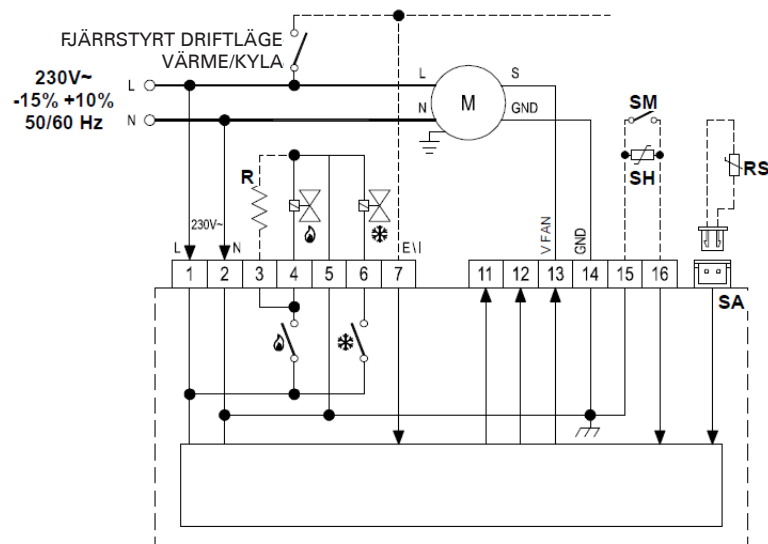 FJÄRRSTYRT DRIFTLÄGE
VÄRME/KYLA
230V~
-15% +10%
50/60 Hz
L
N
L
N
M
S
GND
SM
SH
RS
R
230V~
L
N
E\I
V FAN
GND
1 2 3 4 5 6 7
11 12 13 14 15 16
SA